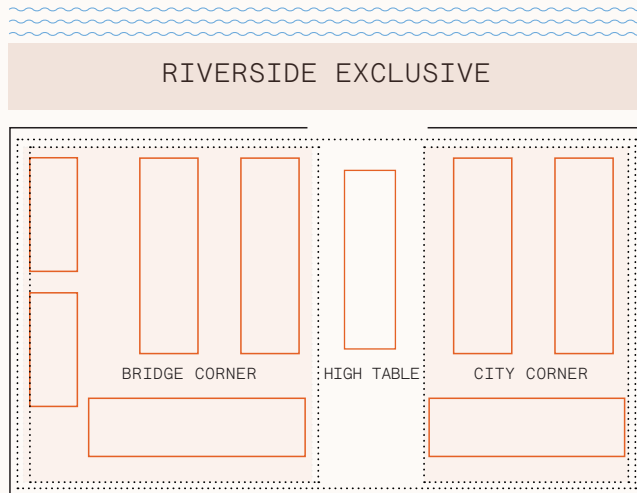 RIVERSIDE EXCLUSIVE
BRIDGE CORNER
HIGH TABLE
CITY CORNER